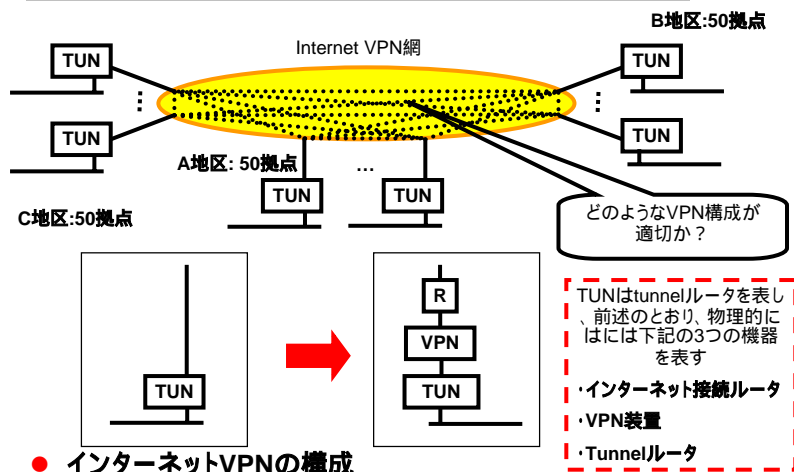 B地区:50拠点
Internet VPN網
TUN
TUN
⋮
⋮
TUN
TUN
A地区: 50拠点
…
TUN
TUN
C地区:50拠点
どのようなVPN構成が
適切か？
R
VPN
TUN
TUN
TUNはtunnelルータを表し
、前述のとおり、物理的に
はには下記の3つの機器
を表す
・インターネット接続ルータ
・VPN装置
・Tunnelルータ
● インターネットVPNの構成